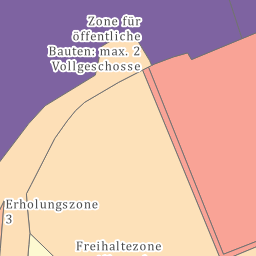 Zone für
öffentliche
Bauten: max. 2
Vollgeschosse
Erholungszone
3
Freihaltezone